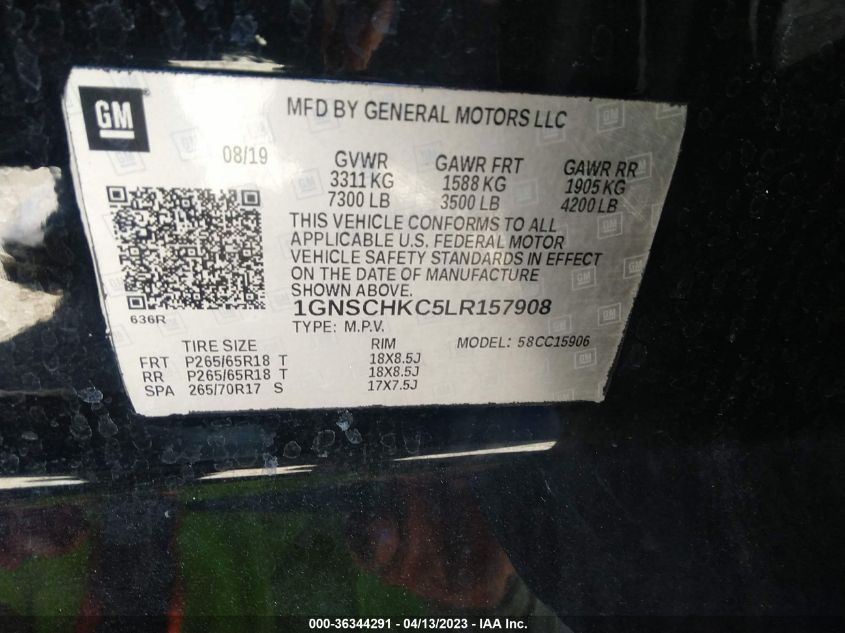 GM
MFD BY GENERAL MOTORS LLC
08/19 GVWR GAWR FRT GAWR RR
3311 KG 1588 KG 1905 KG
7300 LB 3500 LB 4200 LB
THIS VEHICLE CONFORMS TO ALL
APPLICABLE U.S. FEDERAL MOTOR
VEHICLE SAFETY STANDARDS IN EFFECT
ON THE DATE OF MANUFACTURE
SHOWN ABOVE.
636R
1GNSCHKC5LR157908
TYPE: M.P.V.
TIRE SIZE RIM MODEL: 58CC15906
FRT P265/65R18 T 18X8.5J
RR P265/65R18 T 18X8.5J
SPA 265/70R17 S 17X7.5J
000-36344291 / 04/13/2023 - IAA Inc.